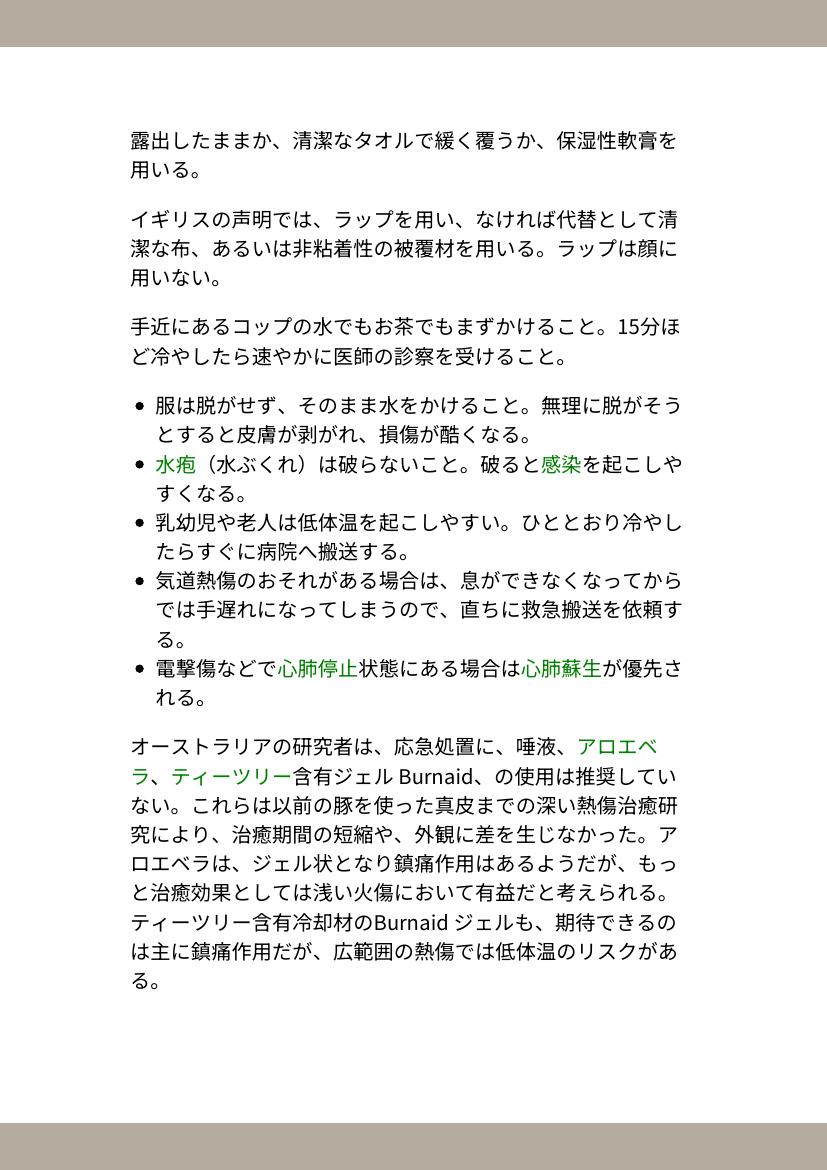 露出したままか、清潔なタオルで緩く覆うか、保湿性軟膏を
用いる。
イギリスの声明では、ラップを用い、なければ代替として清
潔な布、あるいは非粘着性の被覆材を用いる。ラップは顔に
用いない。
手近にあるコップの水でもお茶でもまずかけること。15分ほ
ど冷やしたら速やかに医師の診察を受けること。
• 服は脱がせず、そのまま水をかけること。無理に脱がそう
とすると皮膚が剥がれ、損傷が酷くなる。
• 水疱（水ぶくれ）は破らないこと。破ると感染を起こしや
すくなる。
• 乳幼児や老人は低体温を起こしやすい。ひととおり冷やし
たらすぐに病院へ搬送する。
• 気道熱傷のおそれがある場合は、息ができなくなってから
では手遅れになってしまうので、直ちに救急搬送を依頼す
る。
• 電撃傷などで心肺停止状態にある場合は心肺蘇生が優先さ
れる。
オーストラリアの研究者は、応急処置に、唾液、アロエベ
ラ、ティーツリー含有ジェル Burnaid、の使用は推奨してい
ない。これらは以前の豚を使った真皮までの深い熱傷治癒研
究により、治癒期間の短縮や、外観に差を生じなかった。ア
ロエベラは、ジェル状となり鎮痛作用はあるようだが、もっ
と治癒効果としては浅い火傷において有益だと考えられる。
ティーツリー含有冷却材のBurnaid ジェルも、期待できるの
は主に鎮痛作用だが、広範囲の熱傷では低体温のリスクがあ
る。